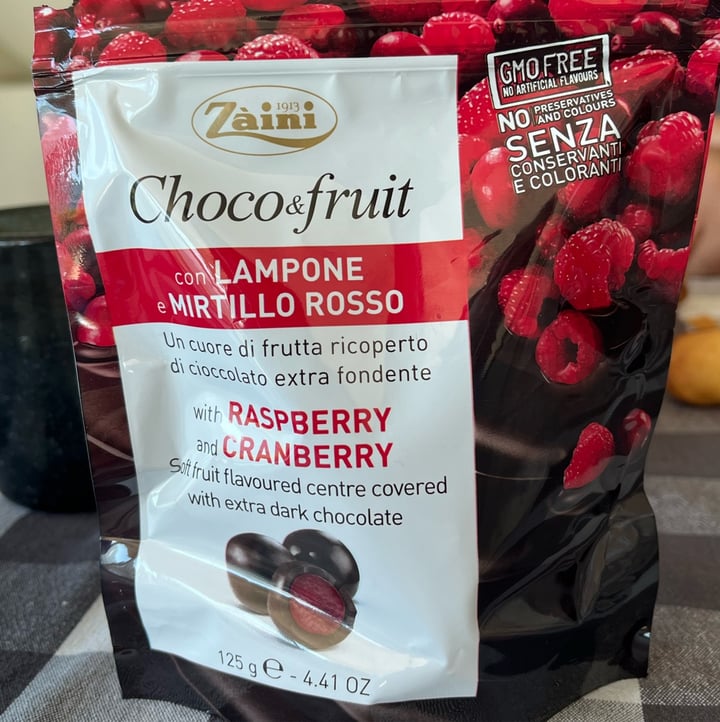 1913
Zàini
Choco&fruit
con LAMPONE
e MIRTILLO ROSSO
Un cuore di frutta ricoperto
di cioccolato extra fondente
with RASPBERRY
and CRANBERRY
Soft fruit flavoured centre covered
with extra dark chocolate
125 g ℮ - 4.41 OZ
GMO FREE
NO ARTIFICIAL FLAVOURS
NO PRESERVATIVES
AND COLOURS
SENZA
CONSERVANTI
E COLORANTI